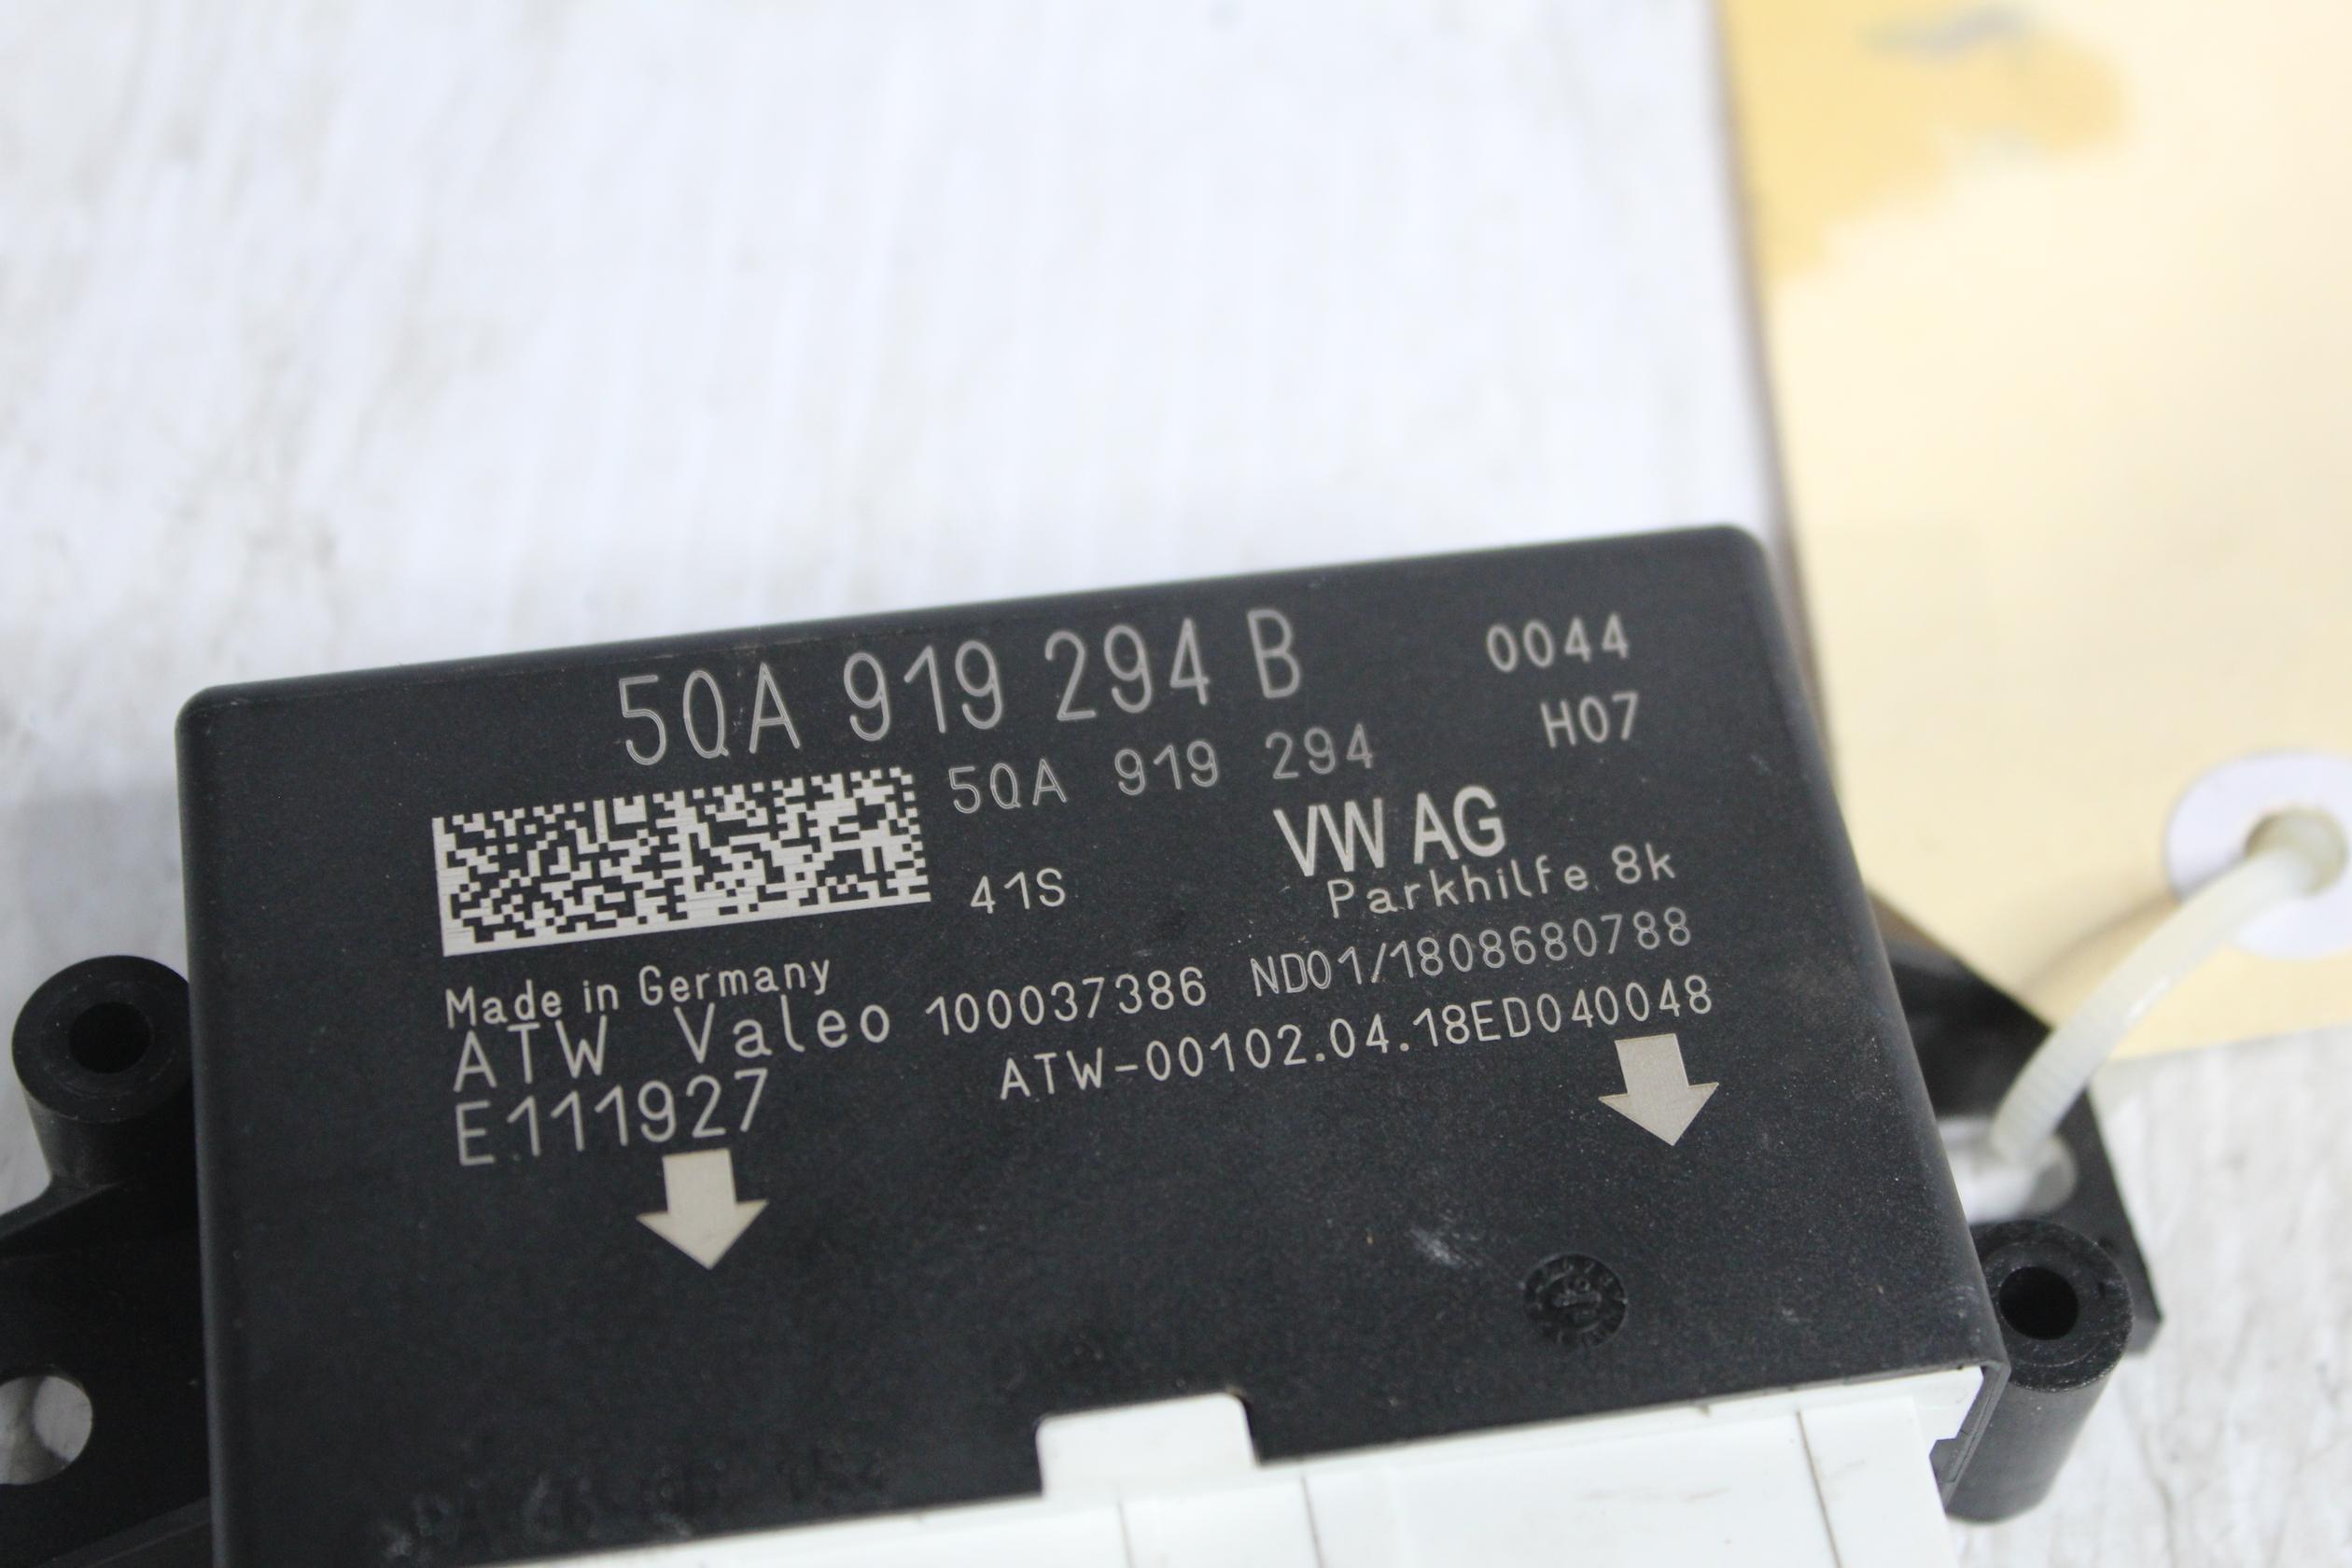 5QA 919 294 B
0044
5QA 919 294
H07
41S
VW AG
Parkhilfe 8k
Made in Germany
ATW Valeo 100037386 ND01/1808680788
E111927
ATW-00102.04.18ED040048